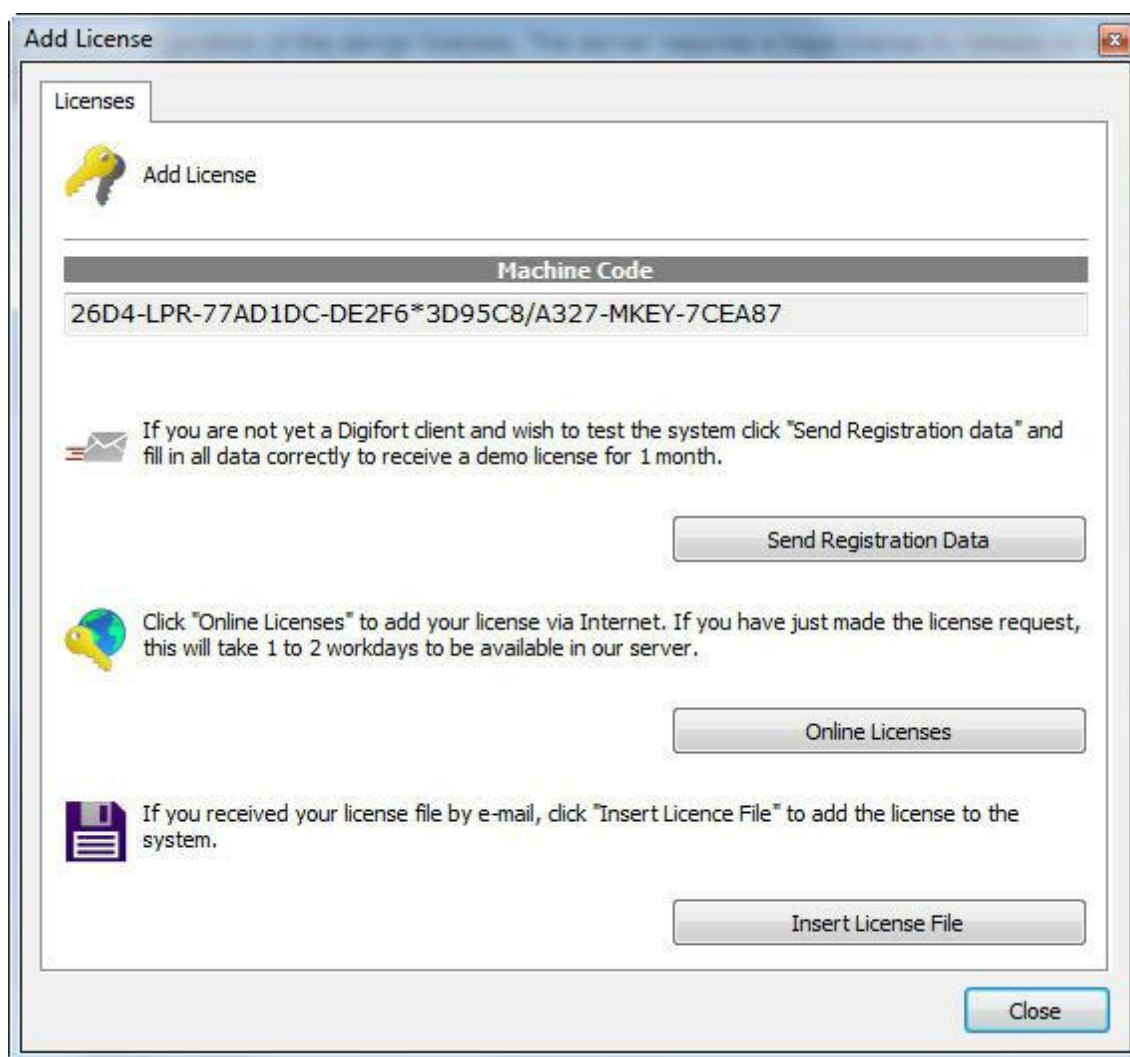 Add License
Licenses
Add License
Machine Code
26D4-LPR-77AD1DC-DE2F6*3D95C8/A327-MKEY-7CEA87
If you are not yet a Digifort client and wish to test the system click "Send Registration data" and
fill in all data correctly to receive a demo license for 1 month.
Send Registration Data
Click "Online Licenses" to add your license via Internet. If you have just made the license request,
this will take 1 to 2 workdays to be available in our server.
Online Licenses
If you received your license file by e-mail, click "Insert Licence File" to add the license to the
system.
Insert License File
Close